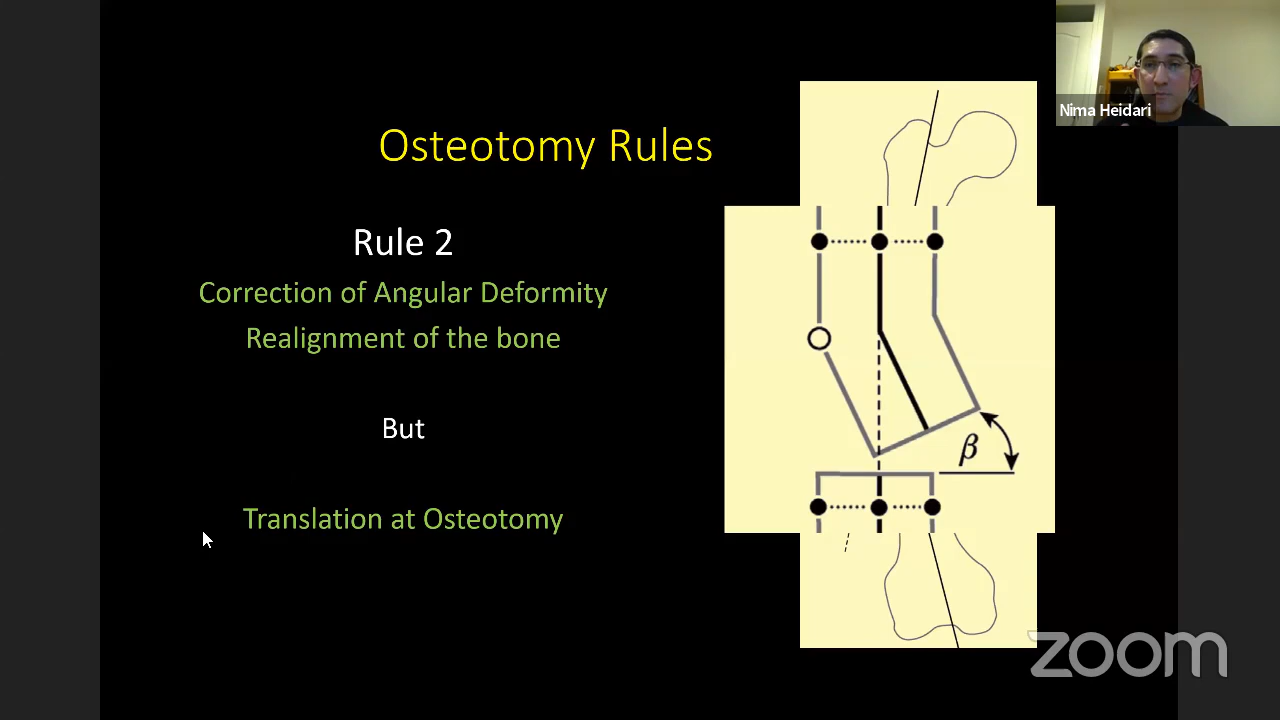 Nima Heidari
Osteotomy Rules
Rule 2
Correction of Angular Deformity
Realignment of the bone
But
Translation at Osteotomy
β
zoom